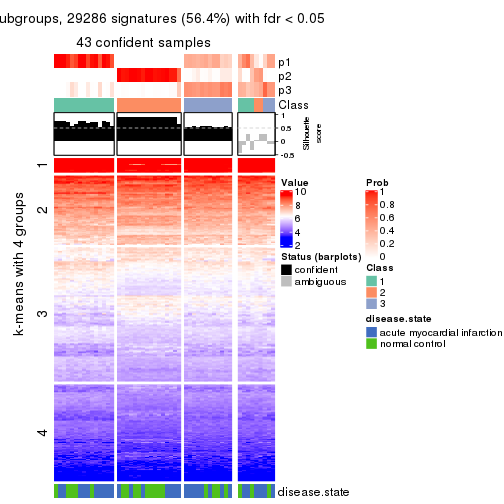 ubgroups, 29286 signatures (56.4%) with fdr < 0.05
43 confident samples
p1
p2
p3
Class
1
0.5
0
-0.5
Silhouette
score
k-means with 4 groups
1
2
3
4
disease.state
Value
10
8
6
4
2
Status (barplots)
confident
ambiguous
Prob
1
0.8
0.6
0.4
0.2
0
Class
1
2
3
disease.state
acute myocardial infarction
normal control